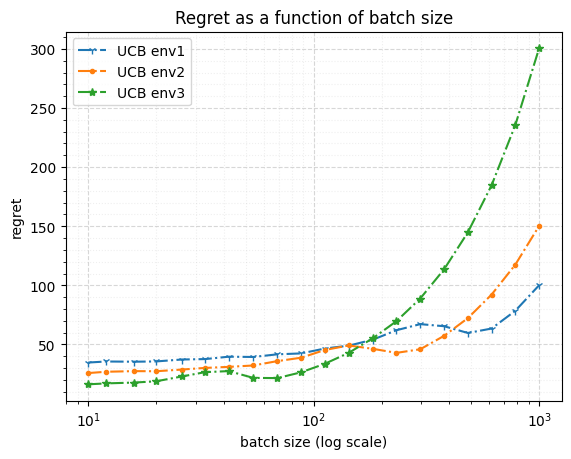 Regret as a function of batch size
UCB env1
UCB env2
UCB env3
regret
300
250
200
150
100
50
10¹
10²
10³
batch size (log scale)